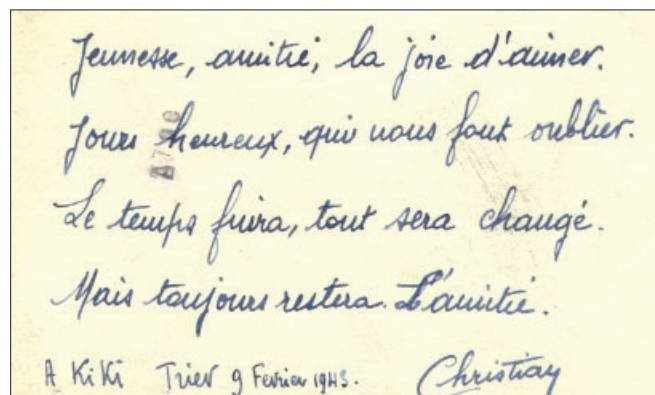 Jeunesse, amitié, la joie d'aimer.
Jours heureux, qui nous font oublier.
Le temps fuira, tout sera changé.
Mais toujours restera L'amitié.
A KiKi Trier 9 Fevrier 1943. Christian